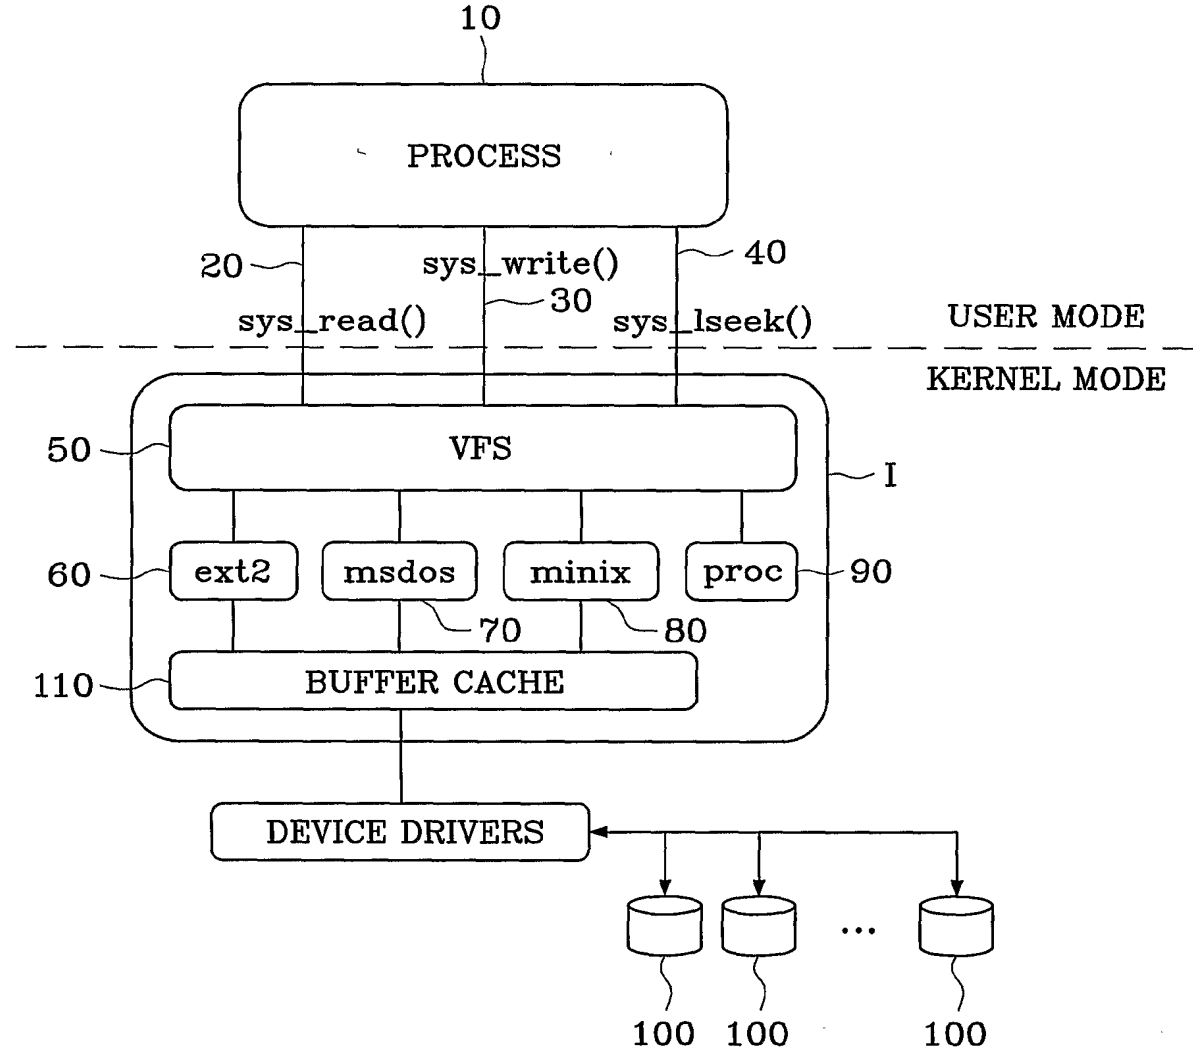 10
PROCESS
20
sys_write()
40
30
sys_read()
sys_lseek()
USER MODE
KERNEL MODE
50
VFS
I
60
ext2
msdos
minix
proc
90
70
80
110
BUFFER CACHE
DEVICE DRIVERS
...
100
100
100